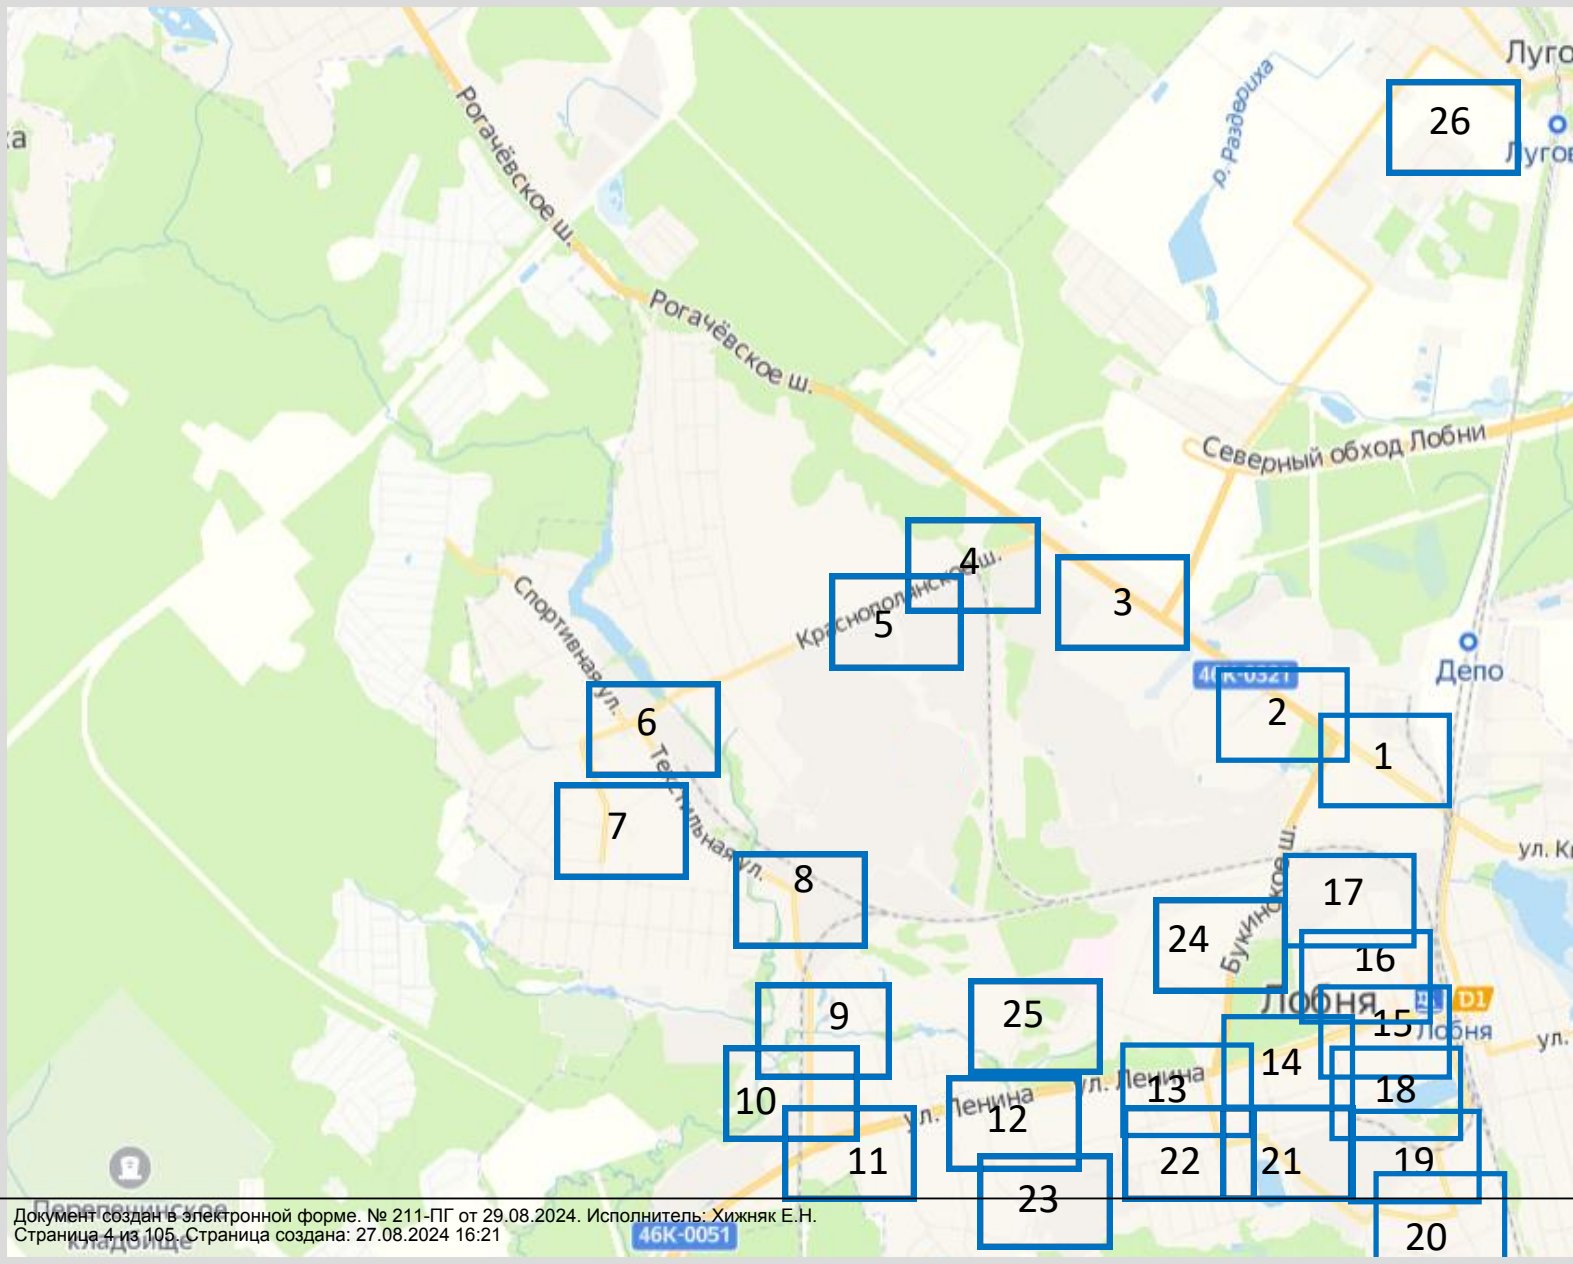 Луго
26
Лугов
ха
Рогачёвское ш.
р. Раздериха
Рогачёвское ш.
Северный обход Лобни
4
Краснополянское ш.
3
5
Спортивная ул.
Депо
46К-0321
2
6
1
Текстильная ул.
7
ул. Ки
8
Букинское ш.
17
24
16
Лобня
D1
9
25
15
Лобня
ул.
14
ул. Ленина
13
18
10
ул. Ленина
12
11
22
21
19
23
Перепечинское
кладбище
Документ создан в электронной форме. № 211-ПГ от 29.08.2024. Исполнитель: Хижняк Е.Н.
Страница 4 из 105. Страница создана: 27.08.2024 16:21
46К-0051
20